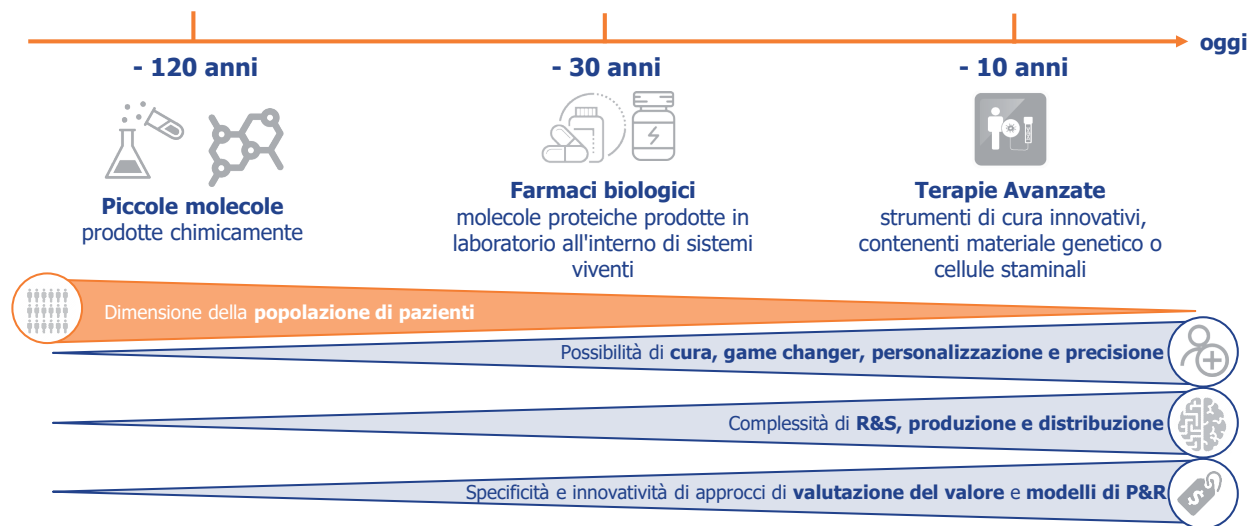 oggi
- 120 anni
- 30 anni
- 10 anni
Piccole molecole
prodotte chimicamente
Farmaci biologici
molecole proteiche prodotte in
laboratorio all'interno di sistemi
viventi
Terapie Avanzate
strumenti di cura innovativi,
contenenti materiale genetico o
cellule staminali
Dimensione della popolazione di pazienti
Possibilità di cura, game changer, personalizzazione e precisione
Complessità di R&S, produzione e distribuzione
Specificità e innovatività di approcci di valutazione del valore e modelli di P&R
$